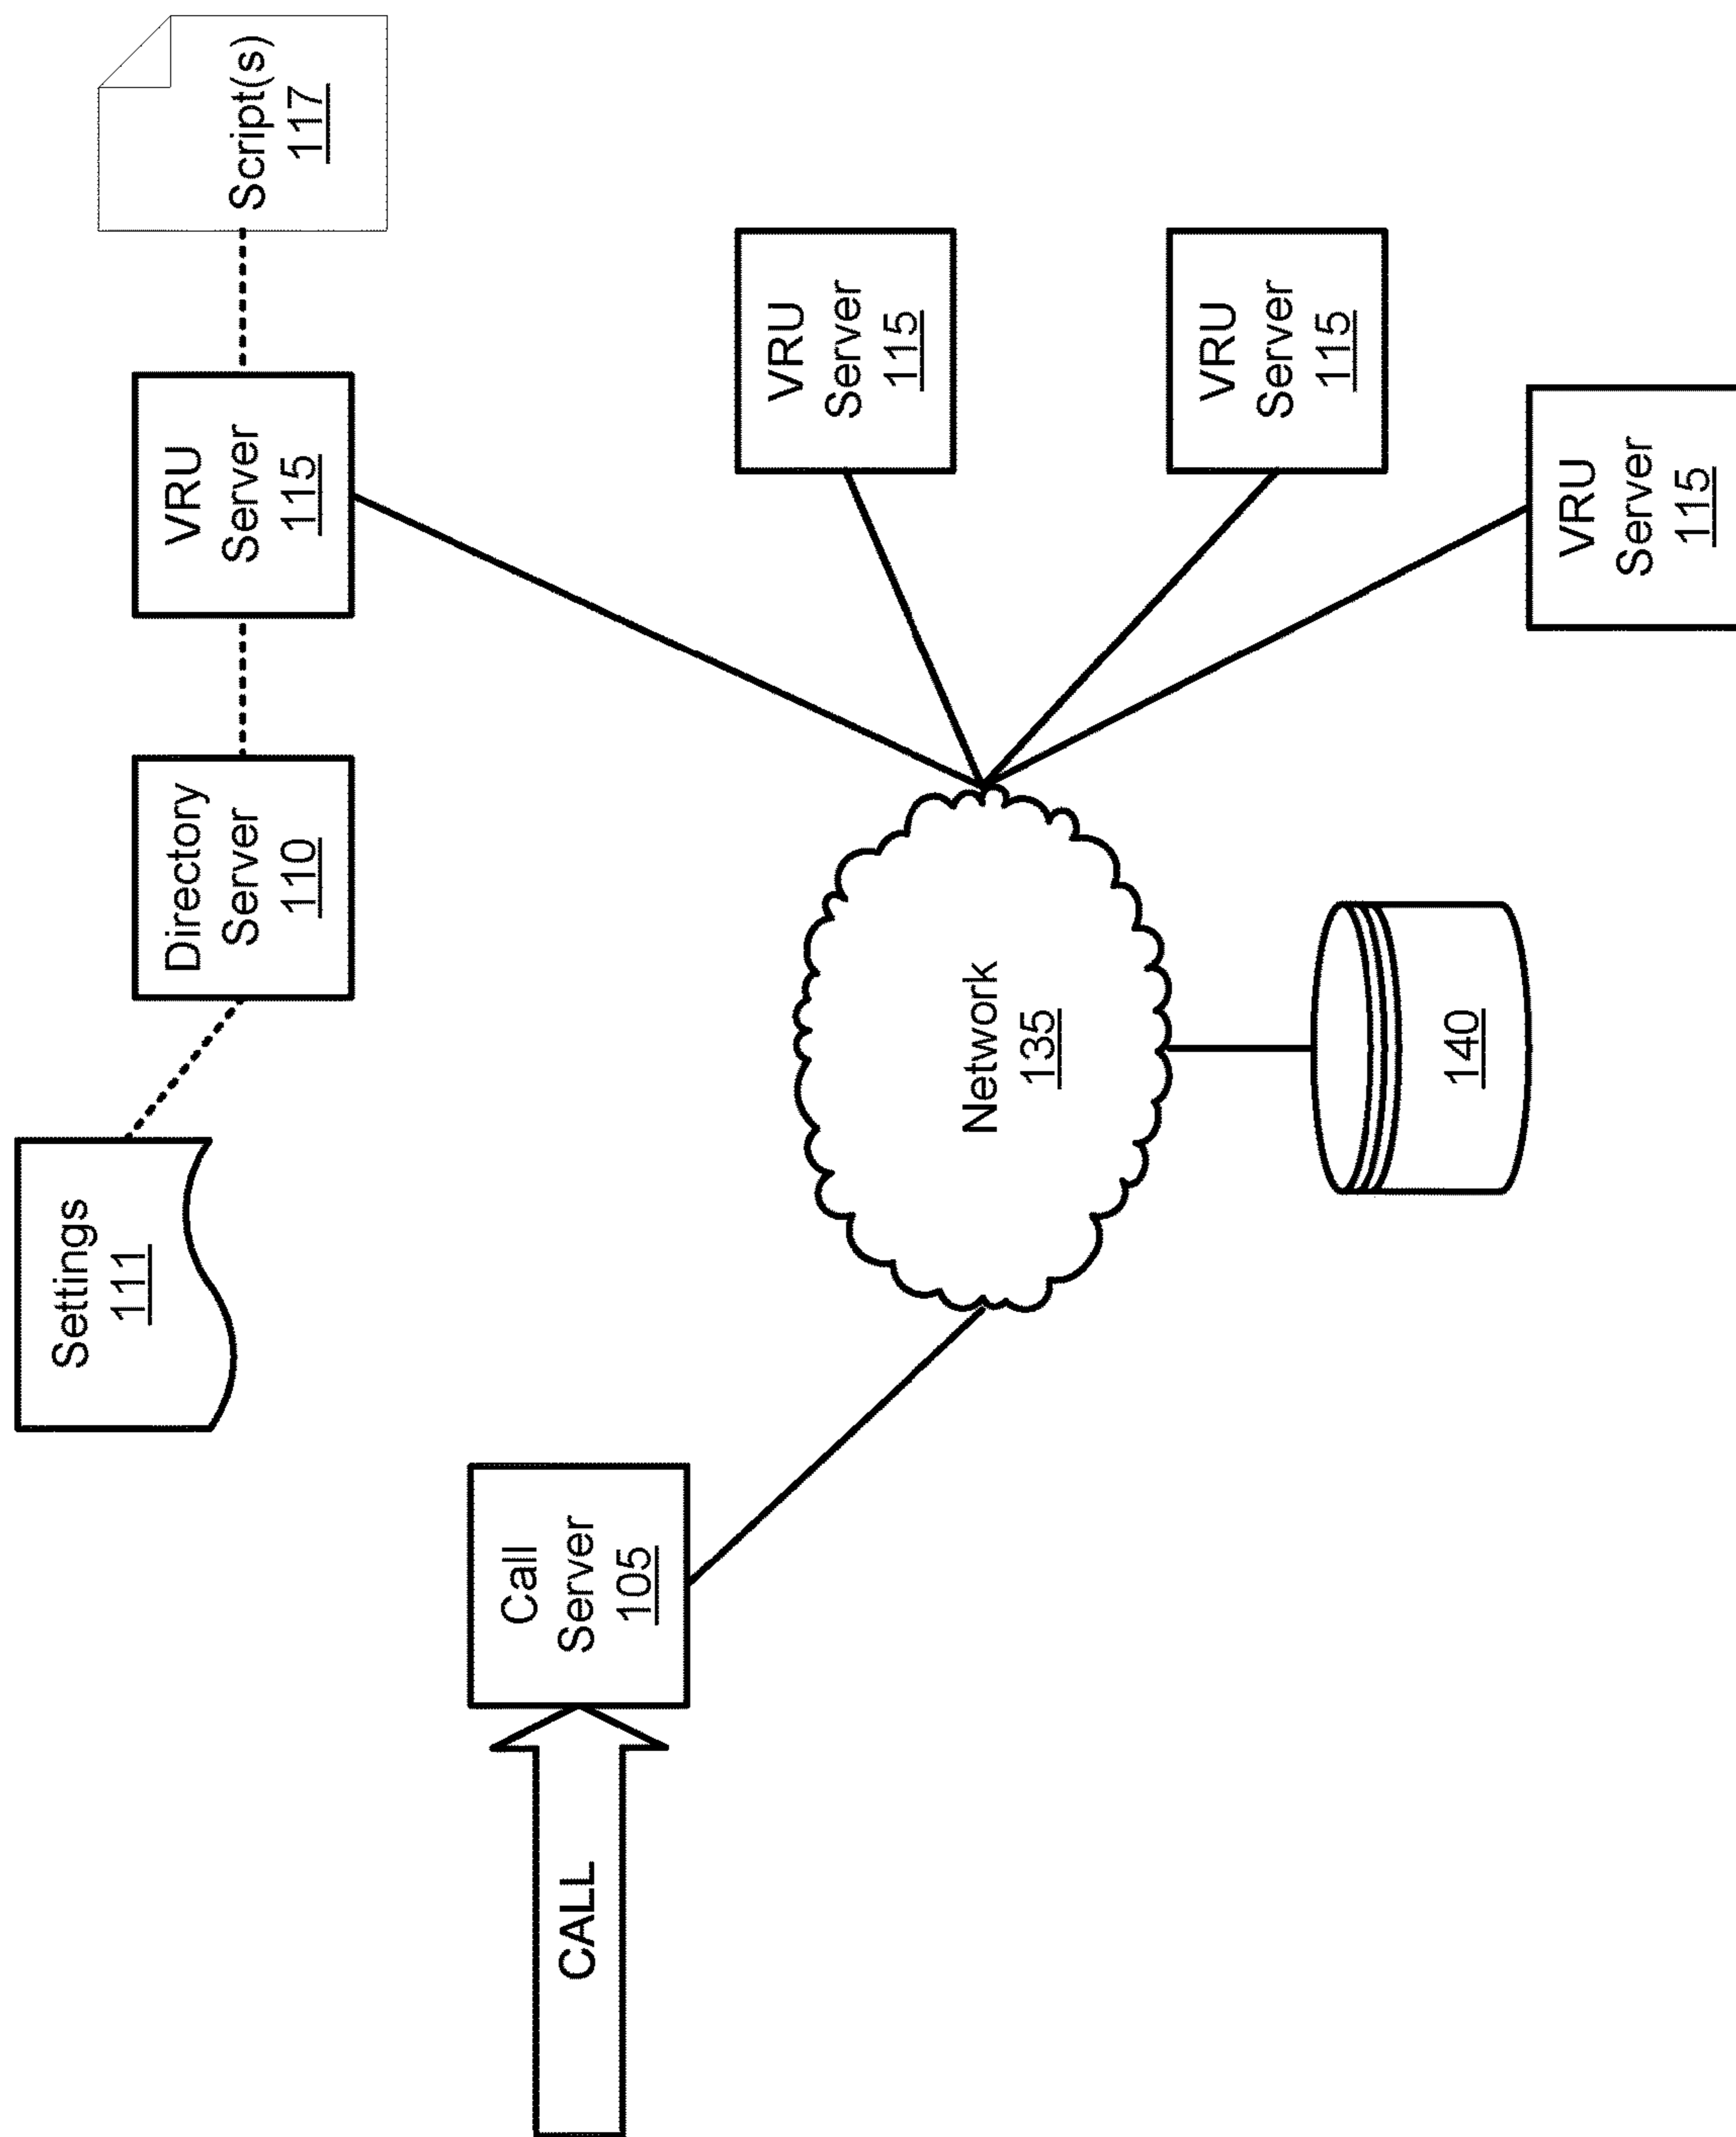 Settings
111
Directory
Server
110
VRU
Server
115
Script(s)
117
CALL
Call
Server
105
VRU
Server
115
Network
135
VRU
Server
115
140
VRU
Server
115